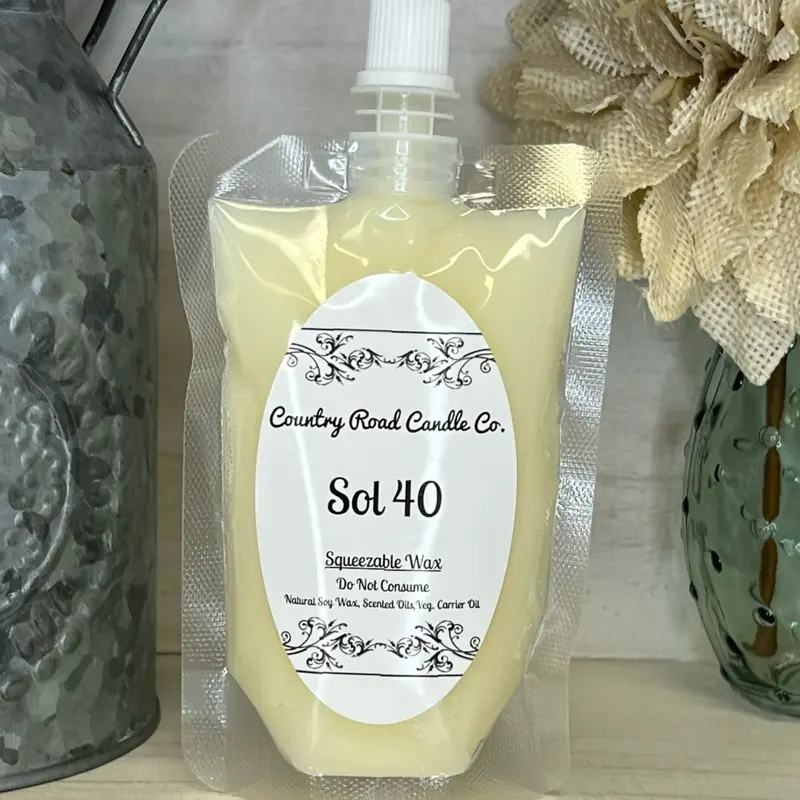 Country Road Candle Co.
Sol 40
Squeezable Wax
Do Not Consume
Natural Soy Wax, Scented Oils, Veg. Carrier Oil